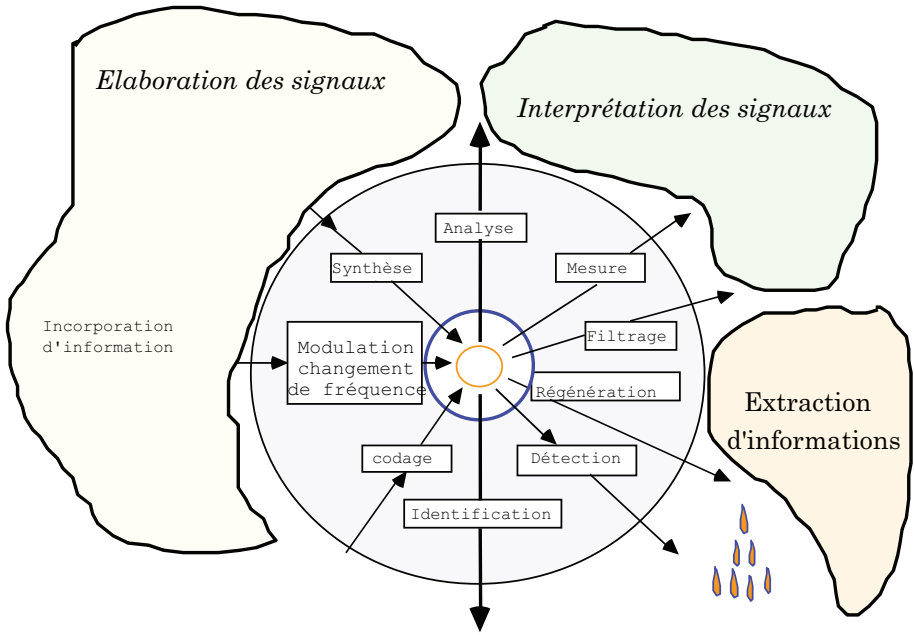 Elaboration des signaux
Interprétation des signaux
Analyse
Synthèse
Mesure
Incorporation
d'information
Modulation
changement
de fréquence
Filtrage
Régénération
Extraction
d'informations
codage
Détection
Identification